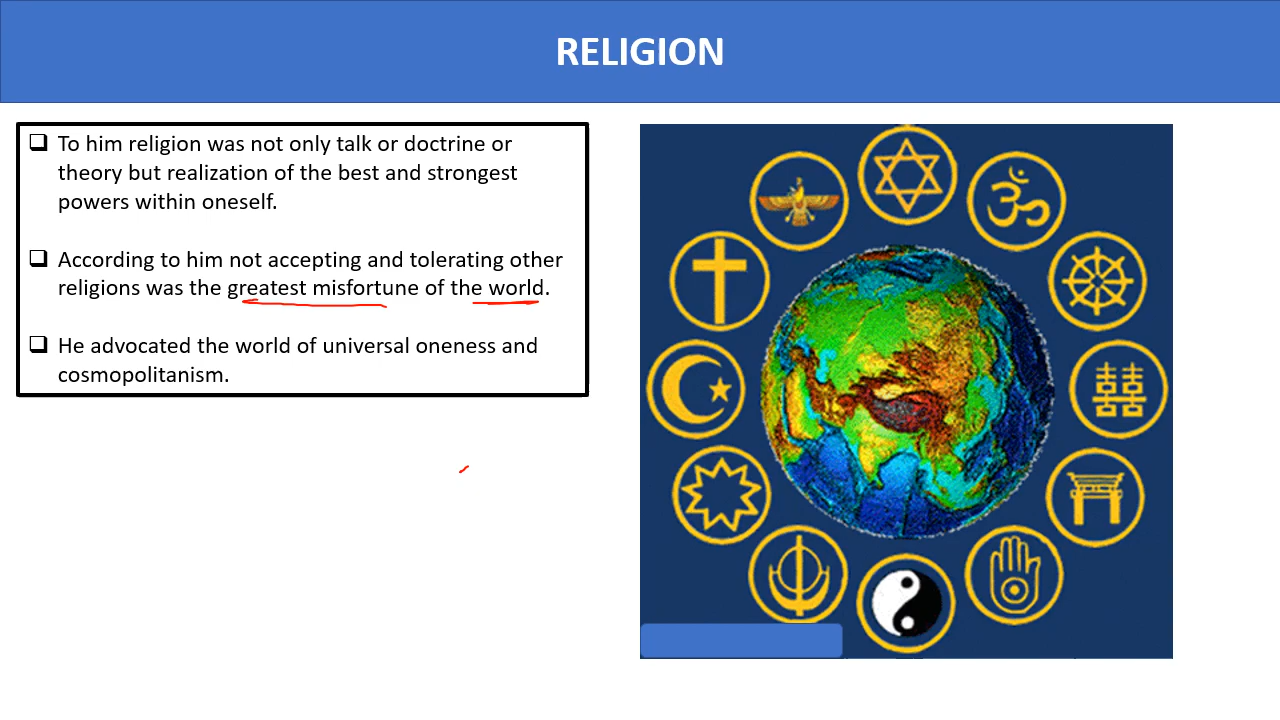 RELIGION
To him religion was not only talk or doctrine or
theory but realization of the best and strongest
powers within oneself.
According to him not accepting and tolerating other
religions was the greatest misfortune of the world.
He advocated the world of universal oneness and
cosmopolitanism.